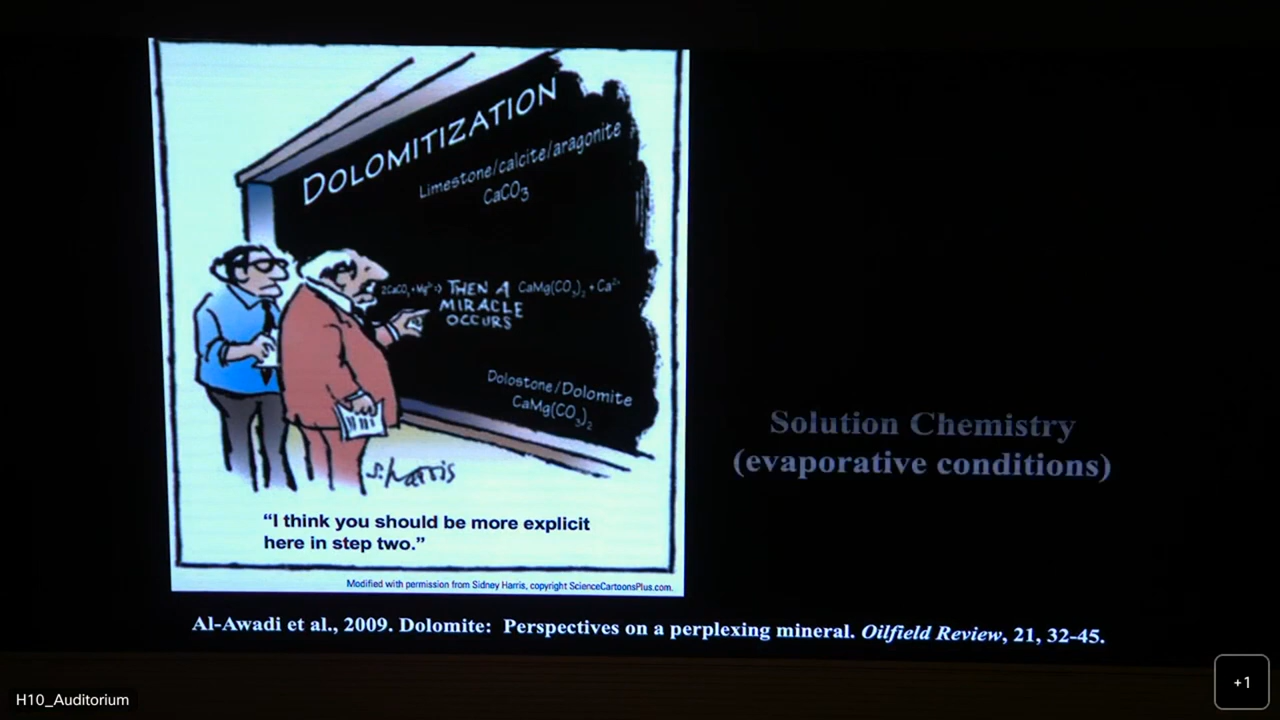 DOLOMITIZATION
Limestone/calcite/aragonite
CaCO₃
2CaCO₃ + Mg²⁺ => THEN A CaMg(CO₃)₂ + Ca²⁺
MIRACLE
OCCURS
Dolostone/Dolomite
CaMg(CO₃)₂
S. Harris
“I think you should be more explicit
here in step two.”
Modified with permission from Sidney Harris, copyright ScienceCartoonsPlus.com.
Solution Chemistry
(evaporative conditions)
Al-Awadi et al., 2009. Dolomite: Perspectives on a perplexing mineral. Oilfield Review, 21, 32-45.
H10_Auditorium
+1